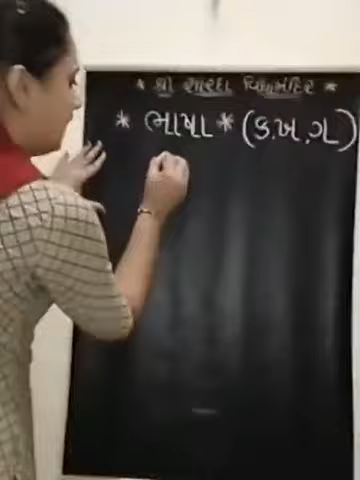 * શ્રી શારદા વિદ્યામંદિર *
* ભાષા * (ક.ખ.ગ)